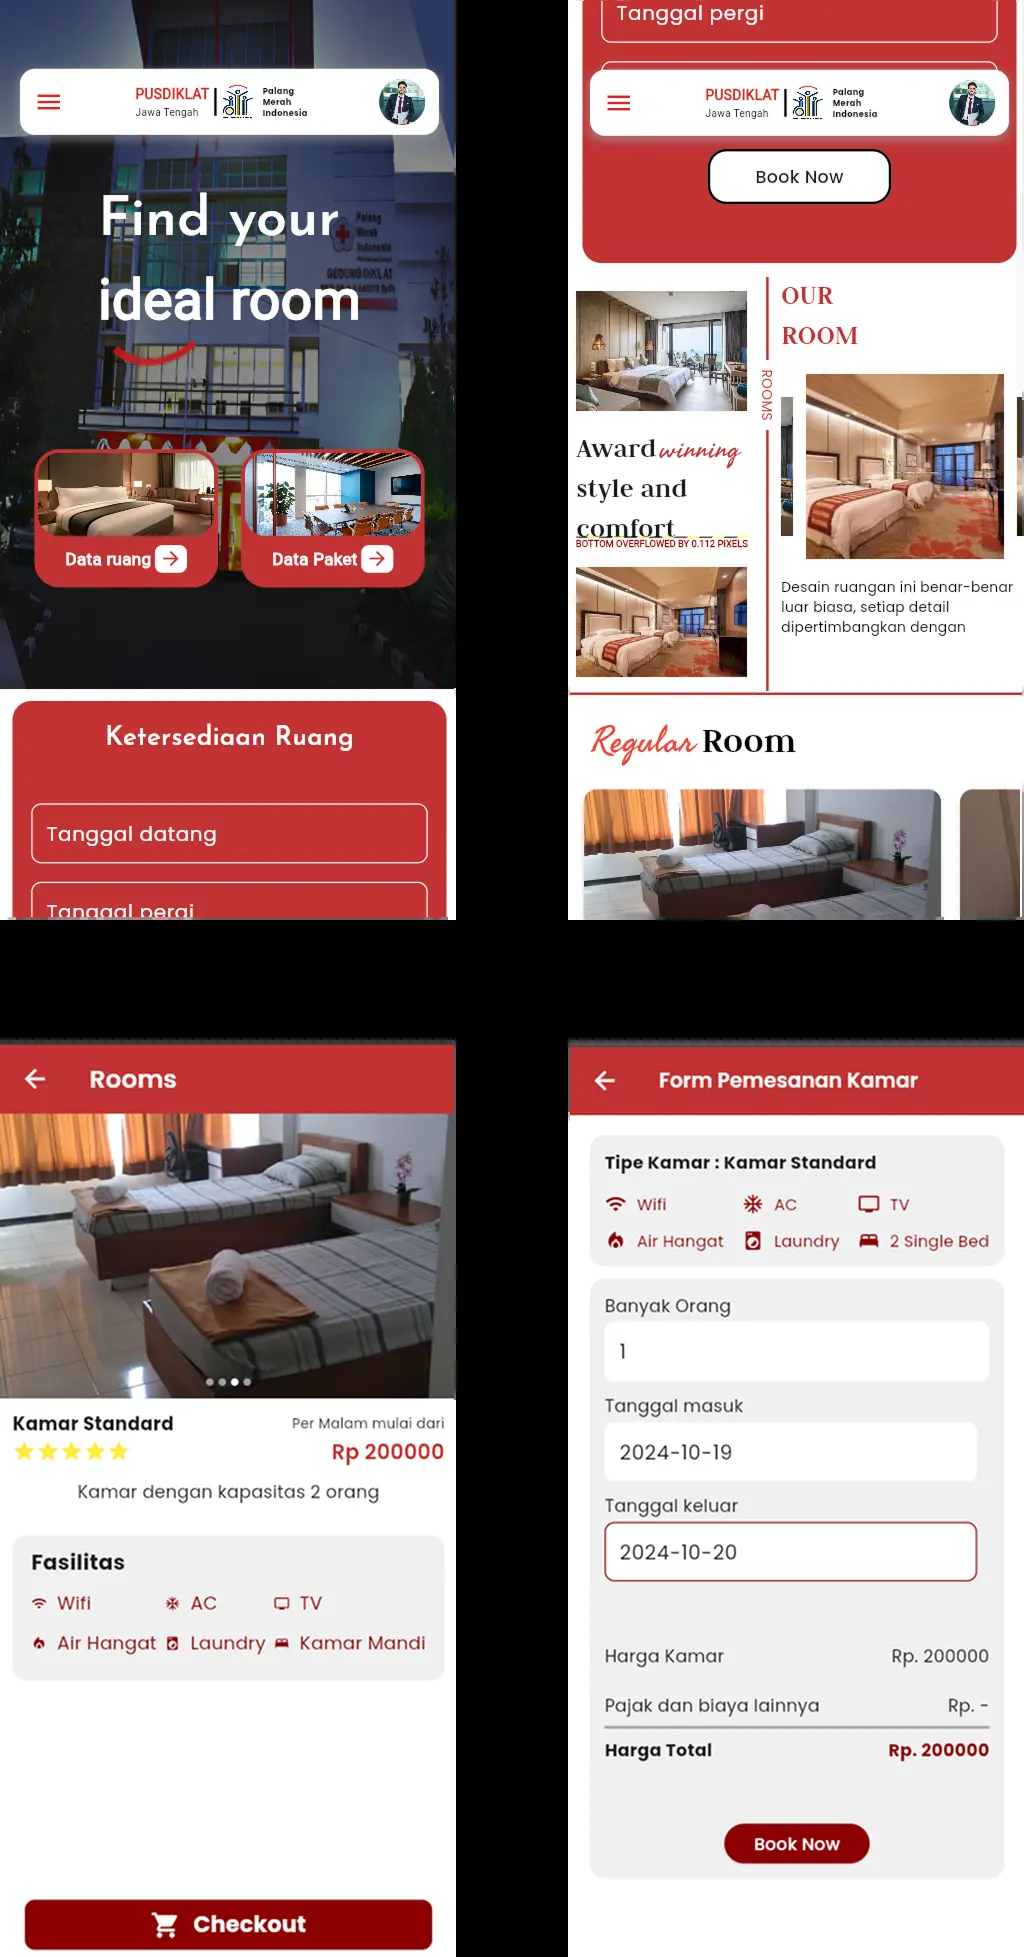 PUSDIKLAT
Jawa Tengah
Palang
Merah
Indonesia
Find your
ideal room
Palang
Merah
Indonesia
GEDUNG DIKLAT
Data ruang
Data Paket
Ketersediaan Ruang
Tanggal datang
Tanggal pergi
Tanggal pergi
PUSDIKLAT
Jawa Tengah
Palang
Merah
Indonesia
Book Now
Award winning
style and
comfort
BOTTOM OVERFLOWED BY 0.112 PIXELS
ROOMS
OUR
ROOM
Desain ruangan ini benar-benar
luar biasa, setiap detail
dipertimbangkan dengan
Regular Room
Rooms
Kamar Standard
Per Malam mulai dari
Rp 200000
Kamar dengan kapasitas 2 orang
Fasilitas
Wifi AC TV
Air Hangat Laundry Kamar Mandi
Checkout
Form Pemesanan Kamar
Tipe Kamar : Kamar Standard
Wifi AC TV
Air Hangat Laundry 2 Single Bed
Banyak Orang
1
Tanggal masuk
2024-10-19
Tanggal keluar
2024-10-20
Harga Kamar Rp. 200000
Pajak dan biaya lainnya Rp. -
Harga Total Rp. 200000
Book Now